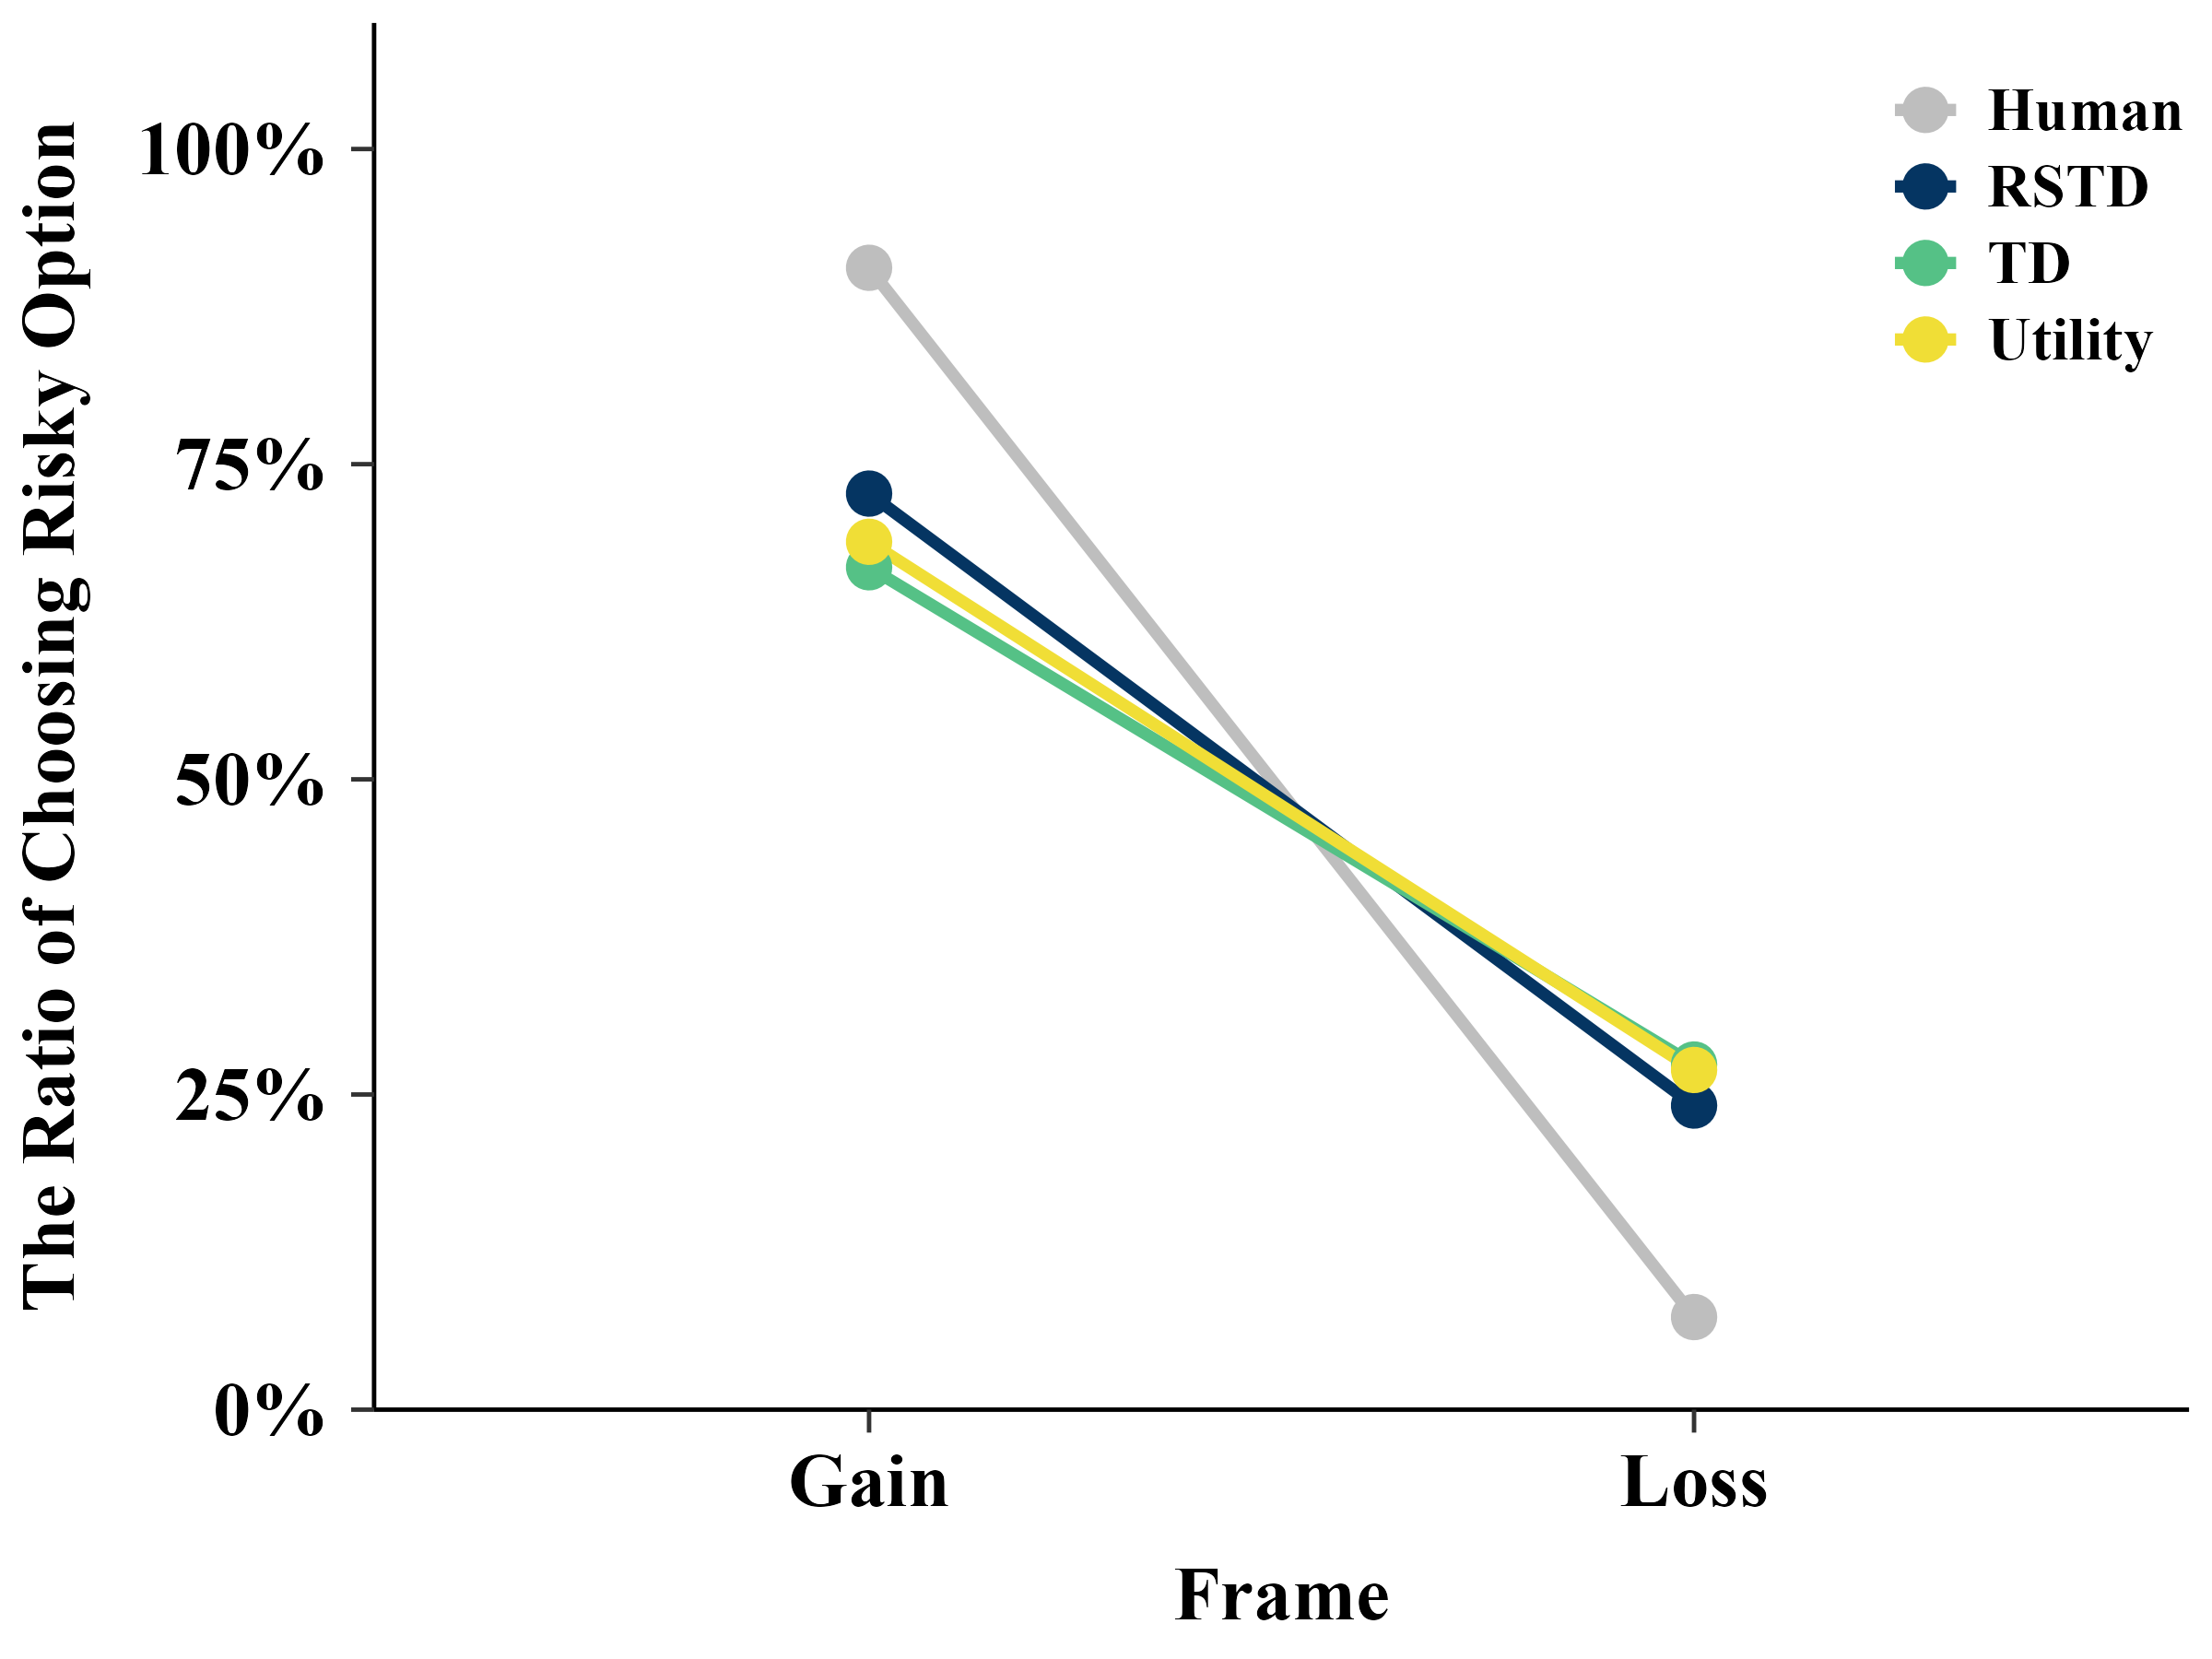 The Ratio of Choosing Risky Option
100%
75%
50%
25%
0%
Gain
Loss
Frame
Human
RSTD
TD
Utility